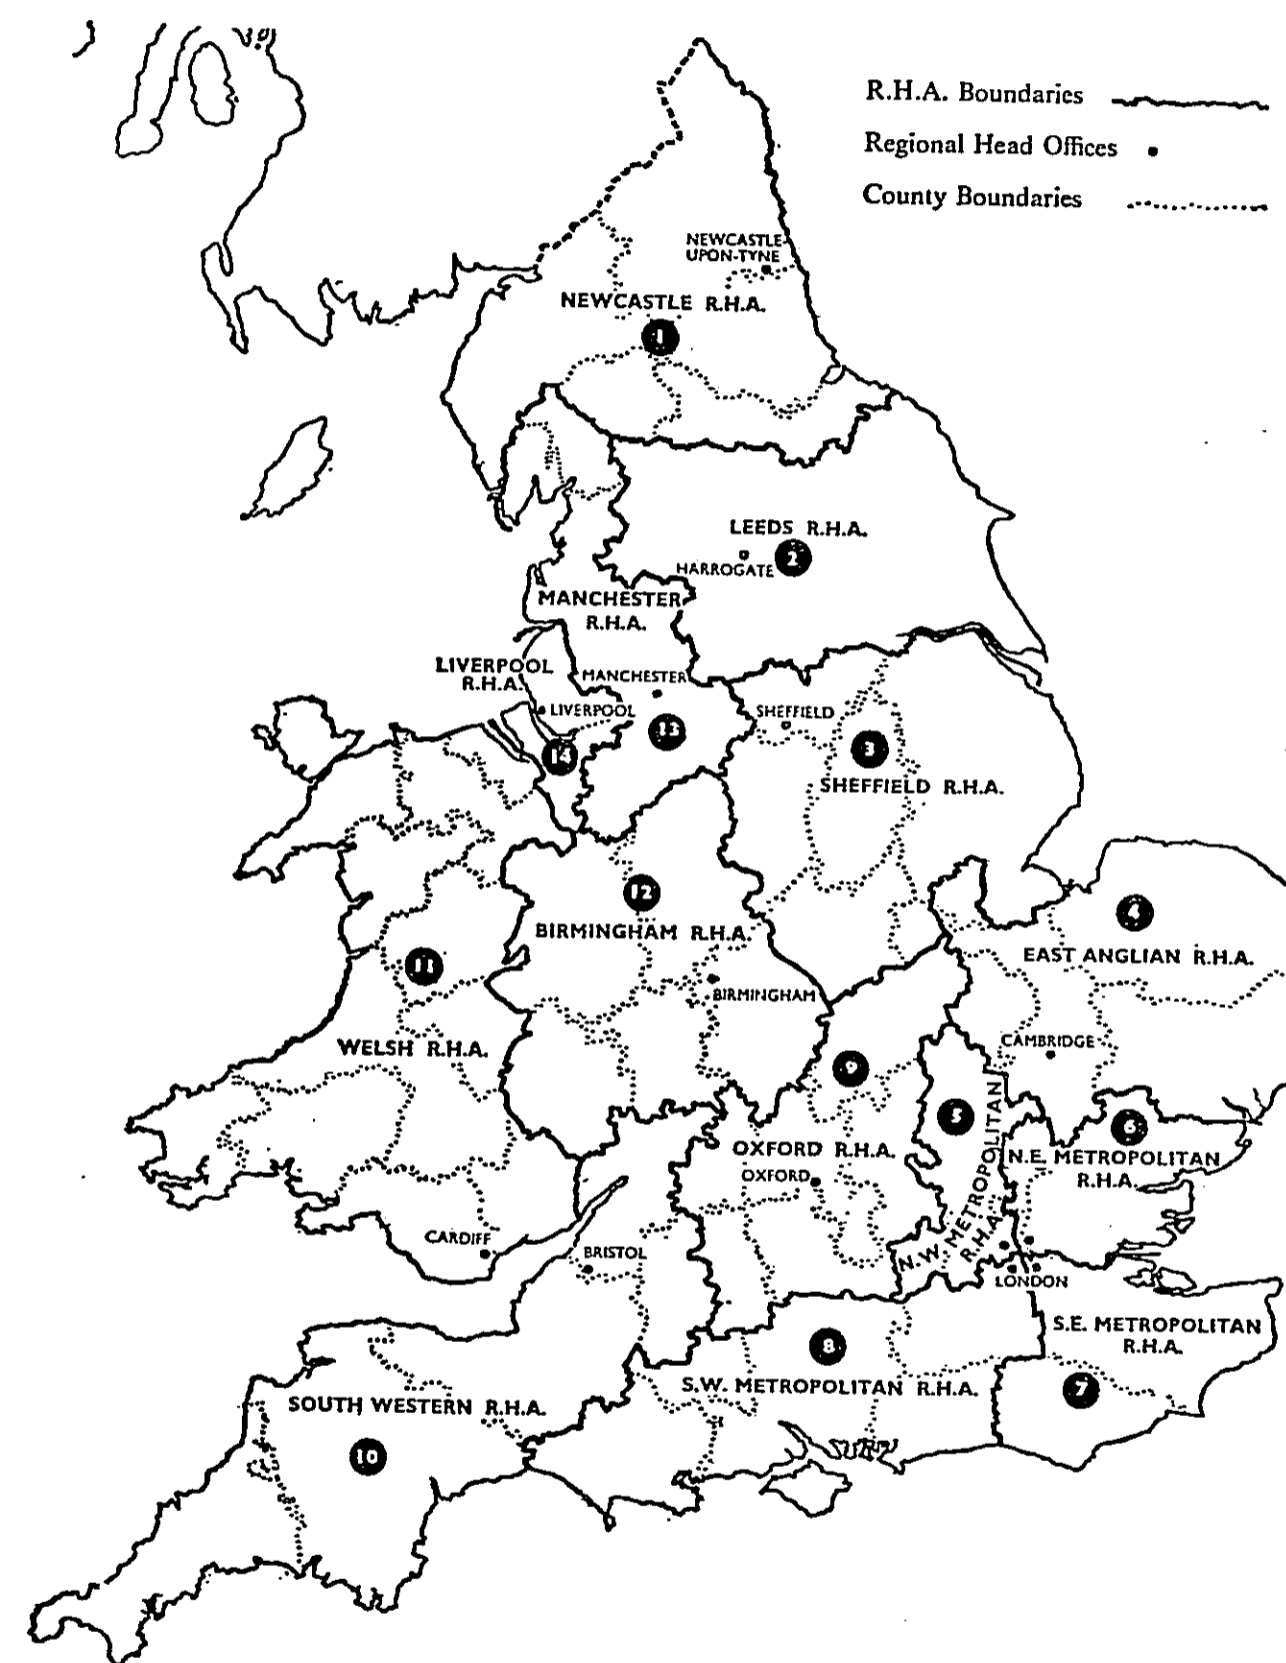 R.H.A. Boundaries
Regional Head Offices
County Boundaries
NEWCASTLE-
UPON-TYNE
NEWCASTLE R.H.A.
1
LEEDS R.H.A.
2
HARROGATE
MANCHESTER
R.H.A.
LIVERPOOL
R.H.A.
MANCHESTER
LIVERPOOL
13
14
SHEFFIELD
3
SHEFFIELD R.H.A.
12
BIRMINGHAM R.H.A.
BIRMINGHAM
4
EAST ANGLIAN R.H.A.
CAMBRIDGE
11
WELSH R.H.A.
CARDIFF
9
OXFORD R.H.A.
OXFORD
5
N.W. METROPOLITAN
R.H.A.
6
N.E. METROPOLITAN
R.H.A.
LONDON
BRISTOL
S.E. METROPOLITAN
R.H.A.
7
8
S.W. METROPOLITAN R.H.A.
SOUTH WESTERN R.H.A.
10